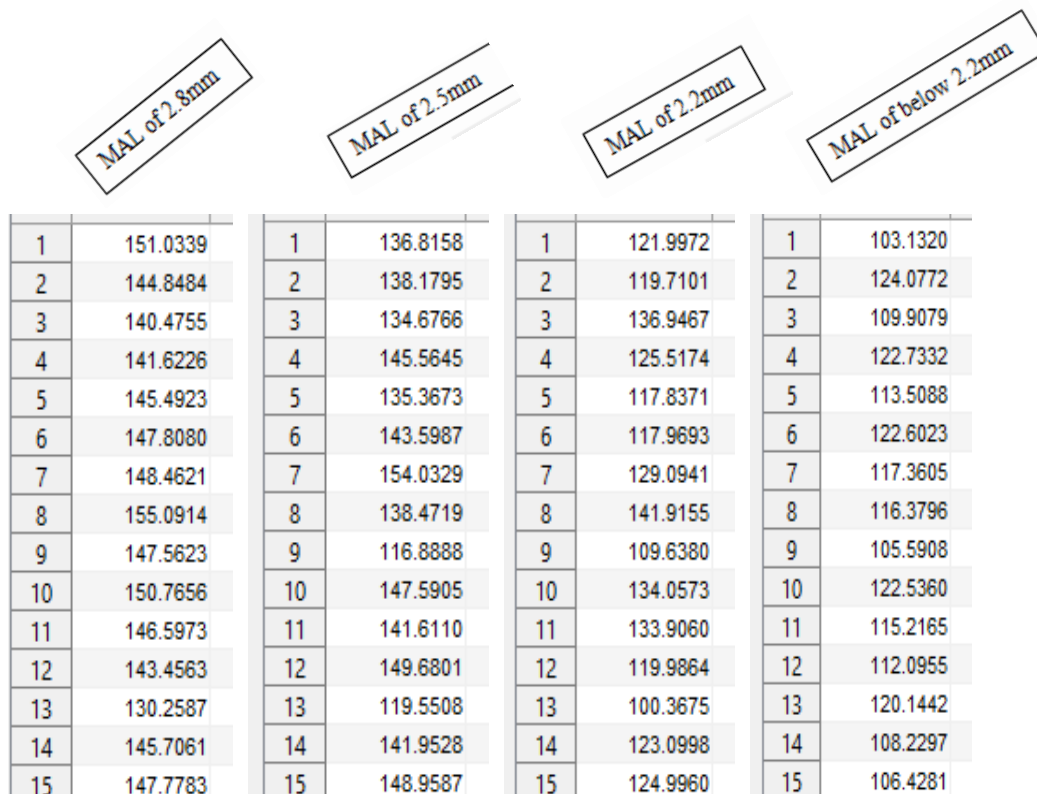 MAL of 2.8mm MAL of 2.5mm MAL of 2.2mm MAL of below 2.2mm
1 151.0339 1 136.8158 1 121.9972 1 103.1320
2 144.8484 2 138.1795 2 119.7101 2 124.0772
3 140.4755 3 134.6766 3 136.9467 3 109.9079
4 141.6226 4 145.5645 4 125.5174 4 122.7332
5 145.4923 5 135.3673 5 117.8371 5 113.5088
6 147.8080 6 143.5987 6 117.9693 6 122.6023
7 148.4621 7 154.0329 7 129.0941 7 117.3605
8 155.0914 8 138.4719 8 141.9155 8 116.3796
9 147.5623 9 116.8888 9 109.6380 9 105.5908
10 150.7656 10 147.5905 10 134.0573 10 122.5360
11 146.5973 11 141.6110 11 133.9060 11 115.2165
12 143.4563 12 149.6801 12 119.9864 12 112.0955
13 130.2587 13 119.5508 13 100.3675 13 120.1442
14 145.7061 14 141.9528 14 123.0998 14 108.2297
15 147.7783 15 148.9587 15 124.9960 15 106.4281